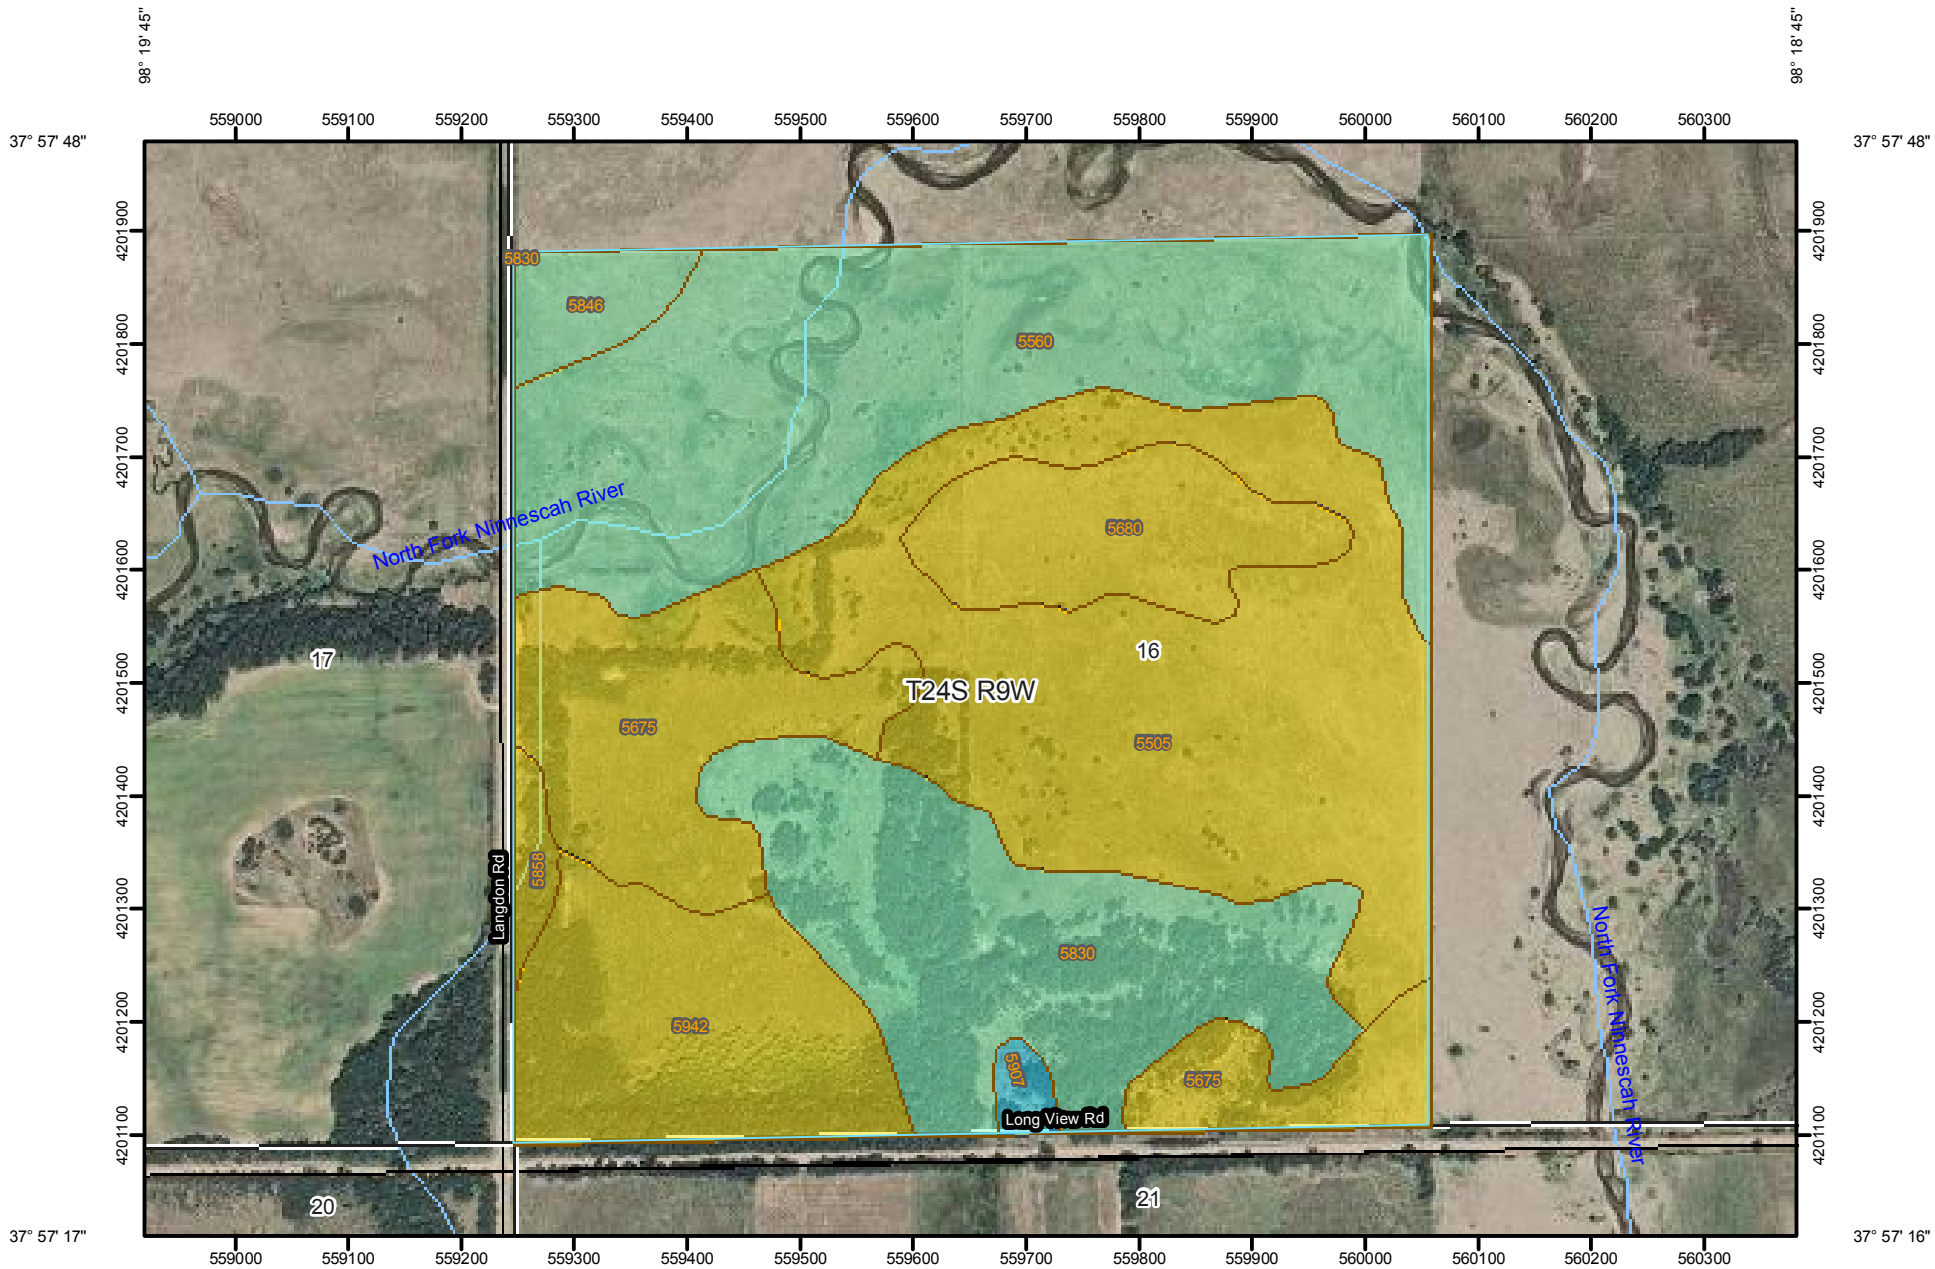 98° 19' 45"
98° 18' 45"
559000 559100 559200 559300 559400 559500 559600 559700 559800 559900 560000 560100 560200 560300
37° 57' 48"
37° 57' 48"
4201900
4201900
5830
5846
4201800
4201800
5560
4201700
4201700
North Fork Ninnescah River
5680
4201600
4201600
17
16
4201500
4201500
T24S R9W
5675
5505
4201400
4201400
5858
Langdon Rd
4201300
4201300
North Fork Ninnescah River
5830
4201200
4201200
5942
5907
5675
Long View Rd
4201100
4201100
20
21
37° 57' 17"
37° 57' 16"
559000 559100 559200 559300 559400 559500 559600 559700 559800 559900 560000 560100 560200 560300